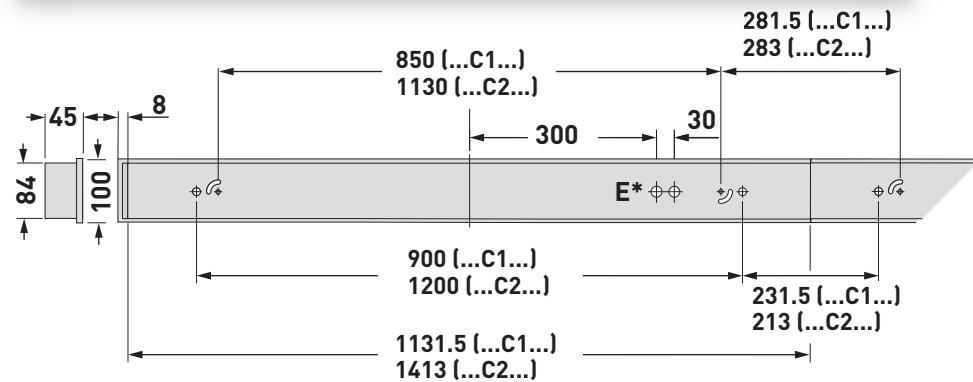 281.5 (...C1...)
283 (...C2...)
850 (...C1...)
1130 (...C2...)
45
8
300
30
84
100
E*
900 (...C1...)
1200 (...C2...)
231.5 (...C1...)
213 (...C2...)
1131.5 (...C1...)
1413 (...C2...)